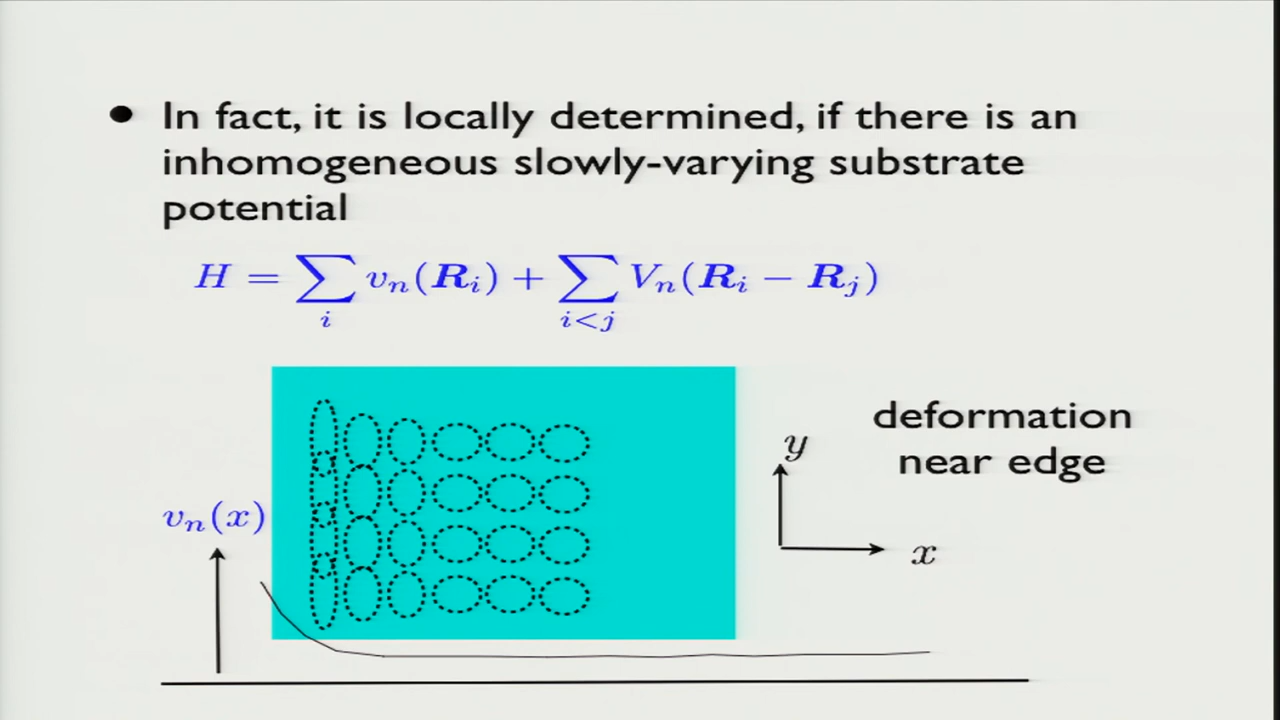 • In fact, it is locally determined, if there is an
inhomogeneous slowly-varying substrate
potential
H = ∑_i v_n(R_i) + ∑_{i<j} V_n(R_i − R_j)
deformation
near edge
y
v_n(x)
x